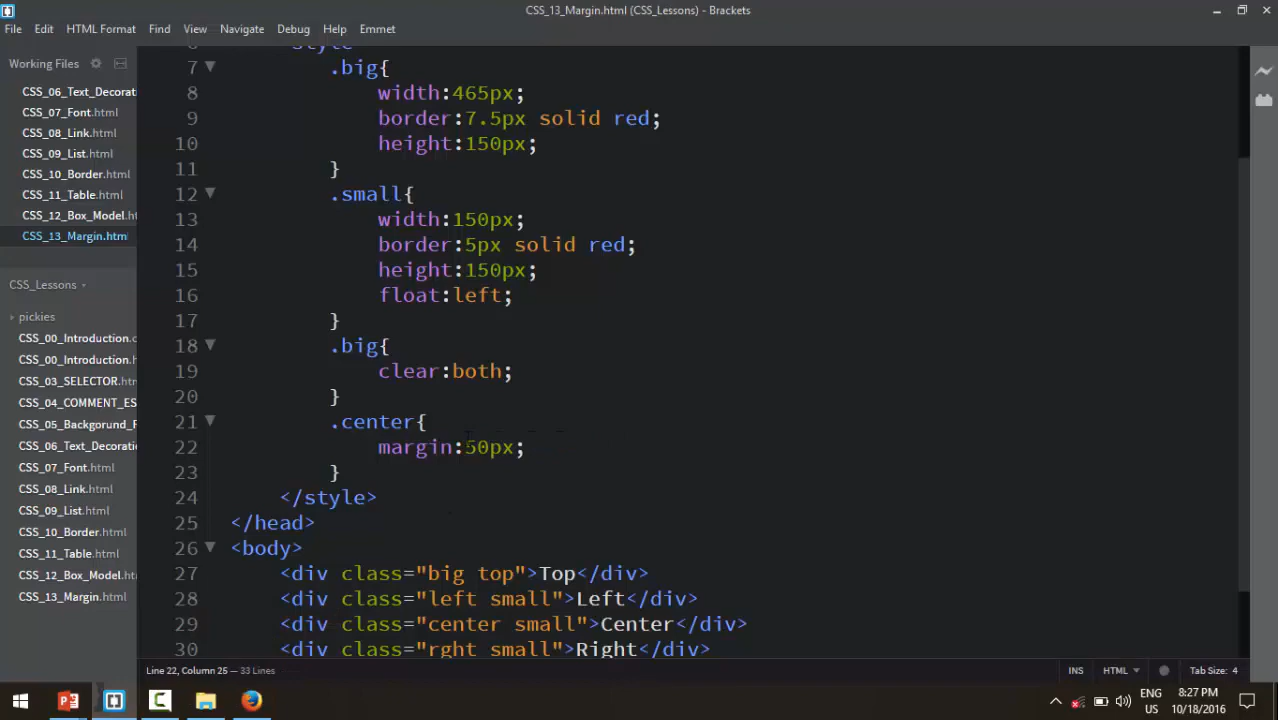 CSS_13_Margin.html (CSS_Lessons) - Brackets
File Edit HTML Format Find View Navigate Debug Help Emmet
Working Files
CSS_06_Text_Decorati
CSS_07_Font.html
CSS_08_Link.html
CSS_09_List.html
CSS_10_Border.html
CSS_11_Table.html
CSS_12_Box_Model.ht
CSS_13_Margin.html
CSS_Lessons
pickies
CSS_00_Introduction.c
CSS_00_Introduction.h
CSS_03_SELECTOR.htm
CSS_04_COMMENT_ES
CSS_05_Backgorund_F
CSS_06_Text_Decoratio
CSS_07_Font.html
CSS_08_Link.html
CSS_09_List.html
CSS_10_Border.html
CSS_11_Table.html
CSS_12_Box_Model.html
CSS_13_Margin.html
style
7 .big{
8 width:465px;
9 border:7.5px solid red;
10 height:150px;
11 }
12 .small{
13 width:150px;
14 border:5px solid red;
15 height:150px;
16 float:left;
17 }
18 .big{
19 clear:both;
20 }
21 .center{
22 margin:50px;
23 }
24 </style>
25 </head>
26 <body>
27 <div class="big top">Top</div>
28 <div class="left small">Left</div>
29 <div class="center small">Center</div>
30 <div class="rght small">Right</div>
Line 22, Column 25 — 33 Lines INS HTML Tab Size: 4
ENG 8:27 PM
US 10/18/2016